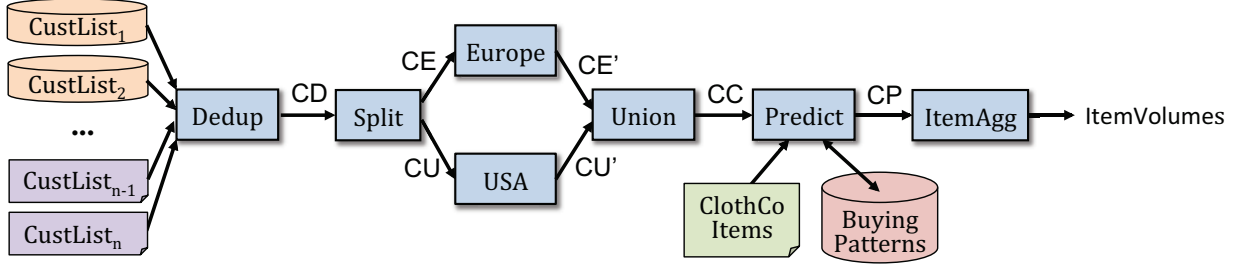 CustList1
CustList2
...
CustListn-1
CustListn
Dedup
CD
Split
CE
CU
Europe
USA
CE'
CU'
Union
CC
Predict
CP
ItemAgg
ItemVolumes
ClothCo
Items
Buying
Patterns